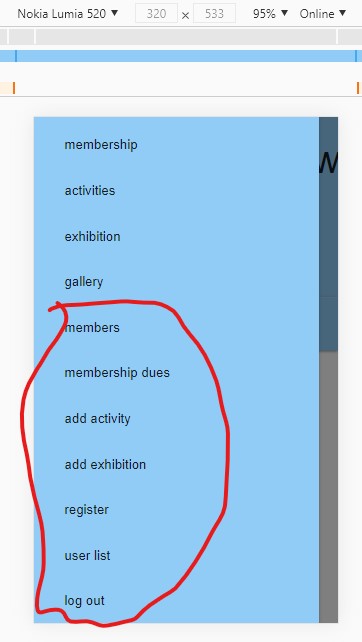 Nokia Lumia 520 ▼ 320 × 533 95% ▼ Online ▼
membership
W
activities
exhibition
gallery
members
membership dues
add activity
add exhibition
register
user list
log out